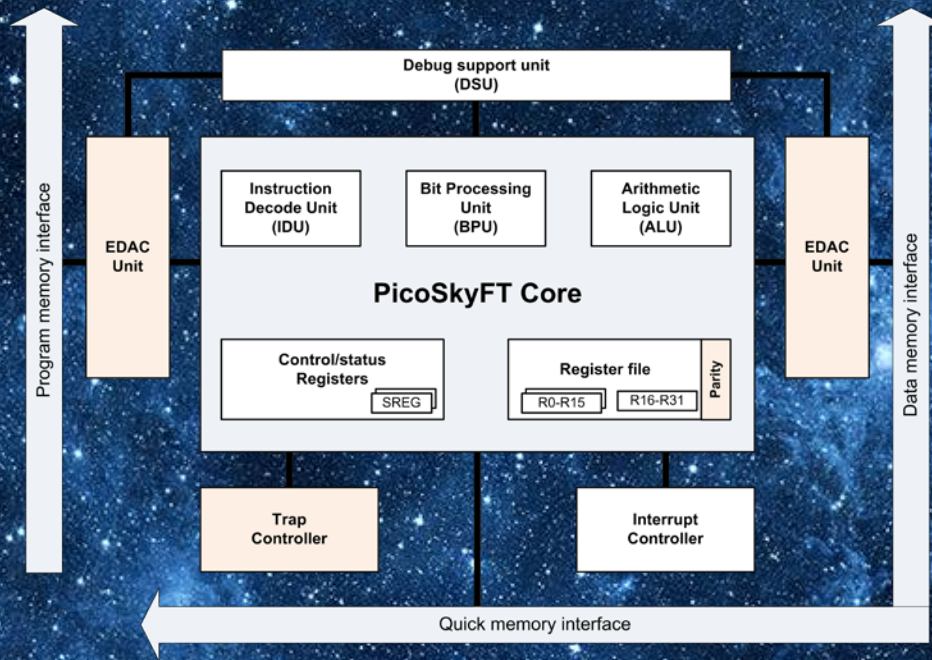 Debug support unit
(DSU)
Program memory interface
EDAC
Unit
Instruction
Decode Unit
(IDU)
Bit Processing
Unit
(BPU)
Arithmetic
Logic Unit
(ALU)
EDAC
Unit
Data memory interface
PicoSkyFT Core
Control/status
Registers
SREG
Register file
R0-R15
R16-R31
Parity
Trap
Controller
Interrupt
Controller
Quick memory interface